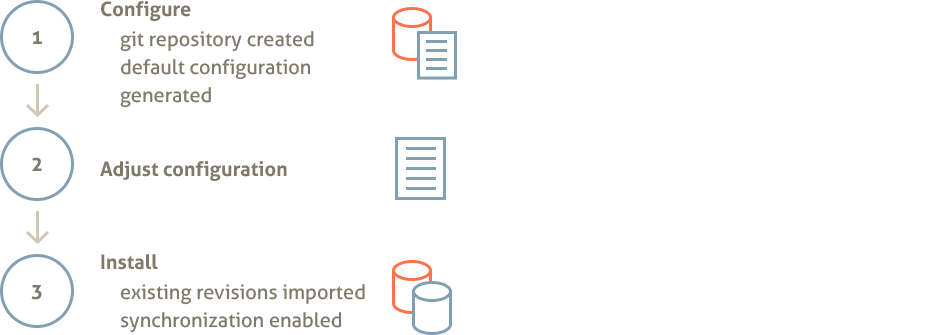 Configure
1
git repository created
default configuration
generated
2
Adjust configuration
Install
3
existing revisions imported
synchronization enabled